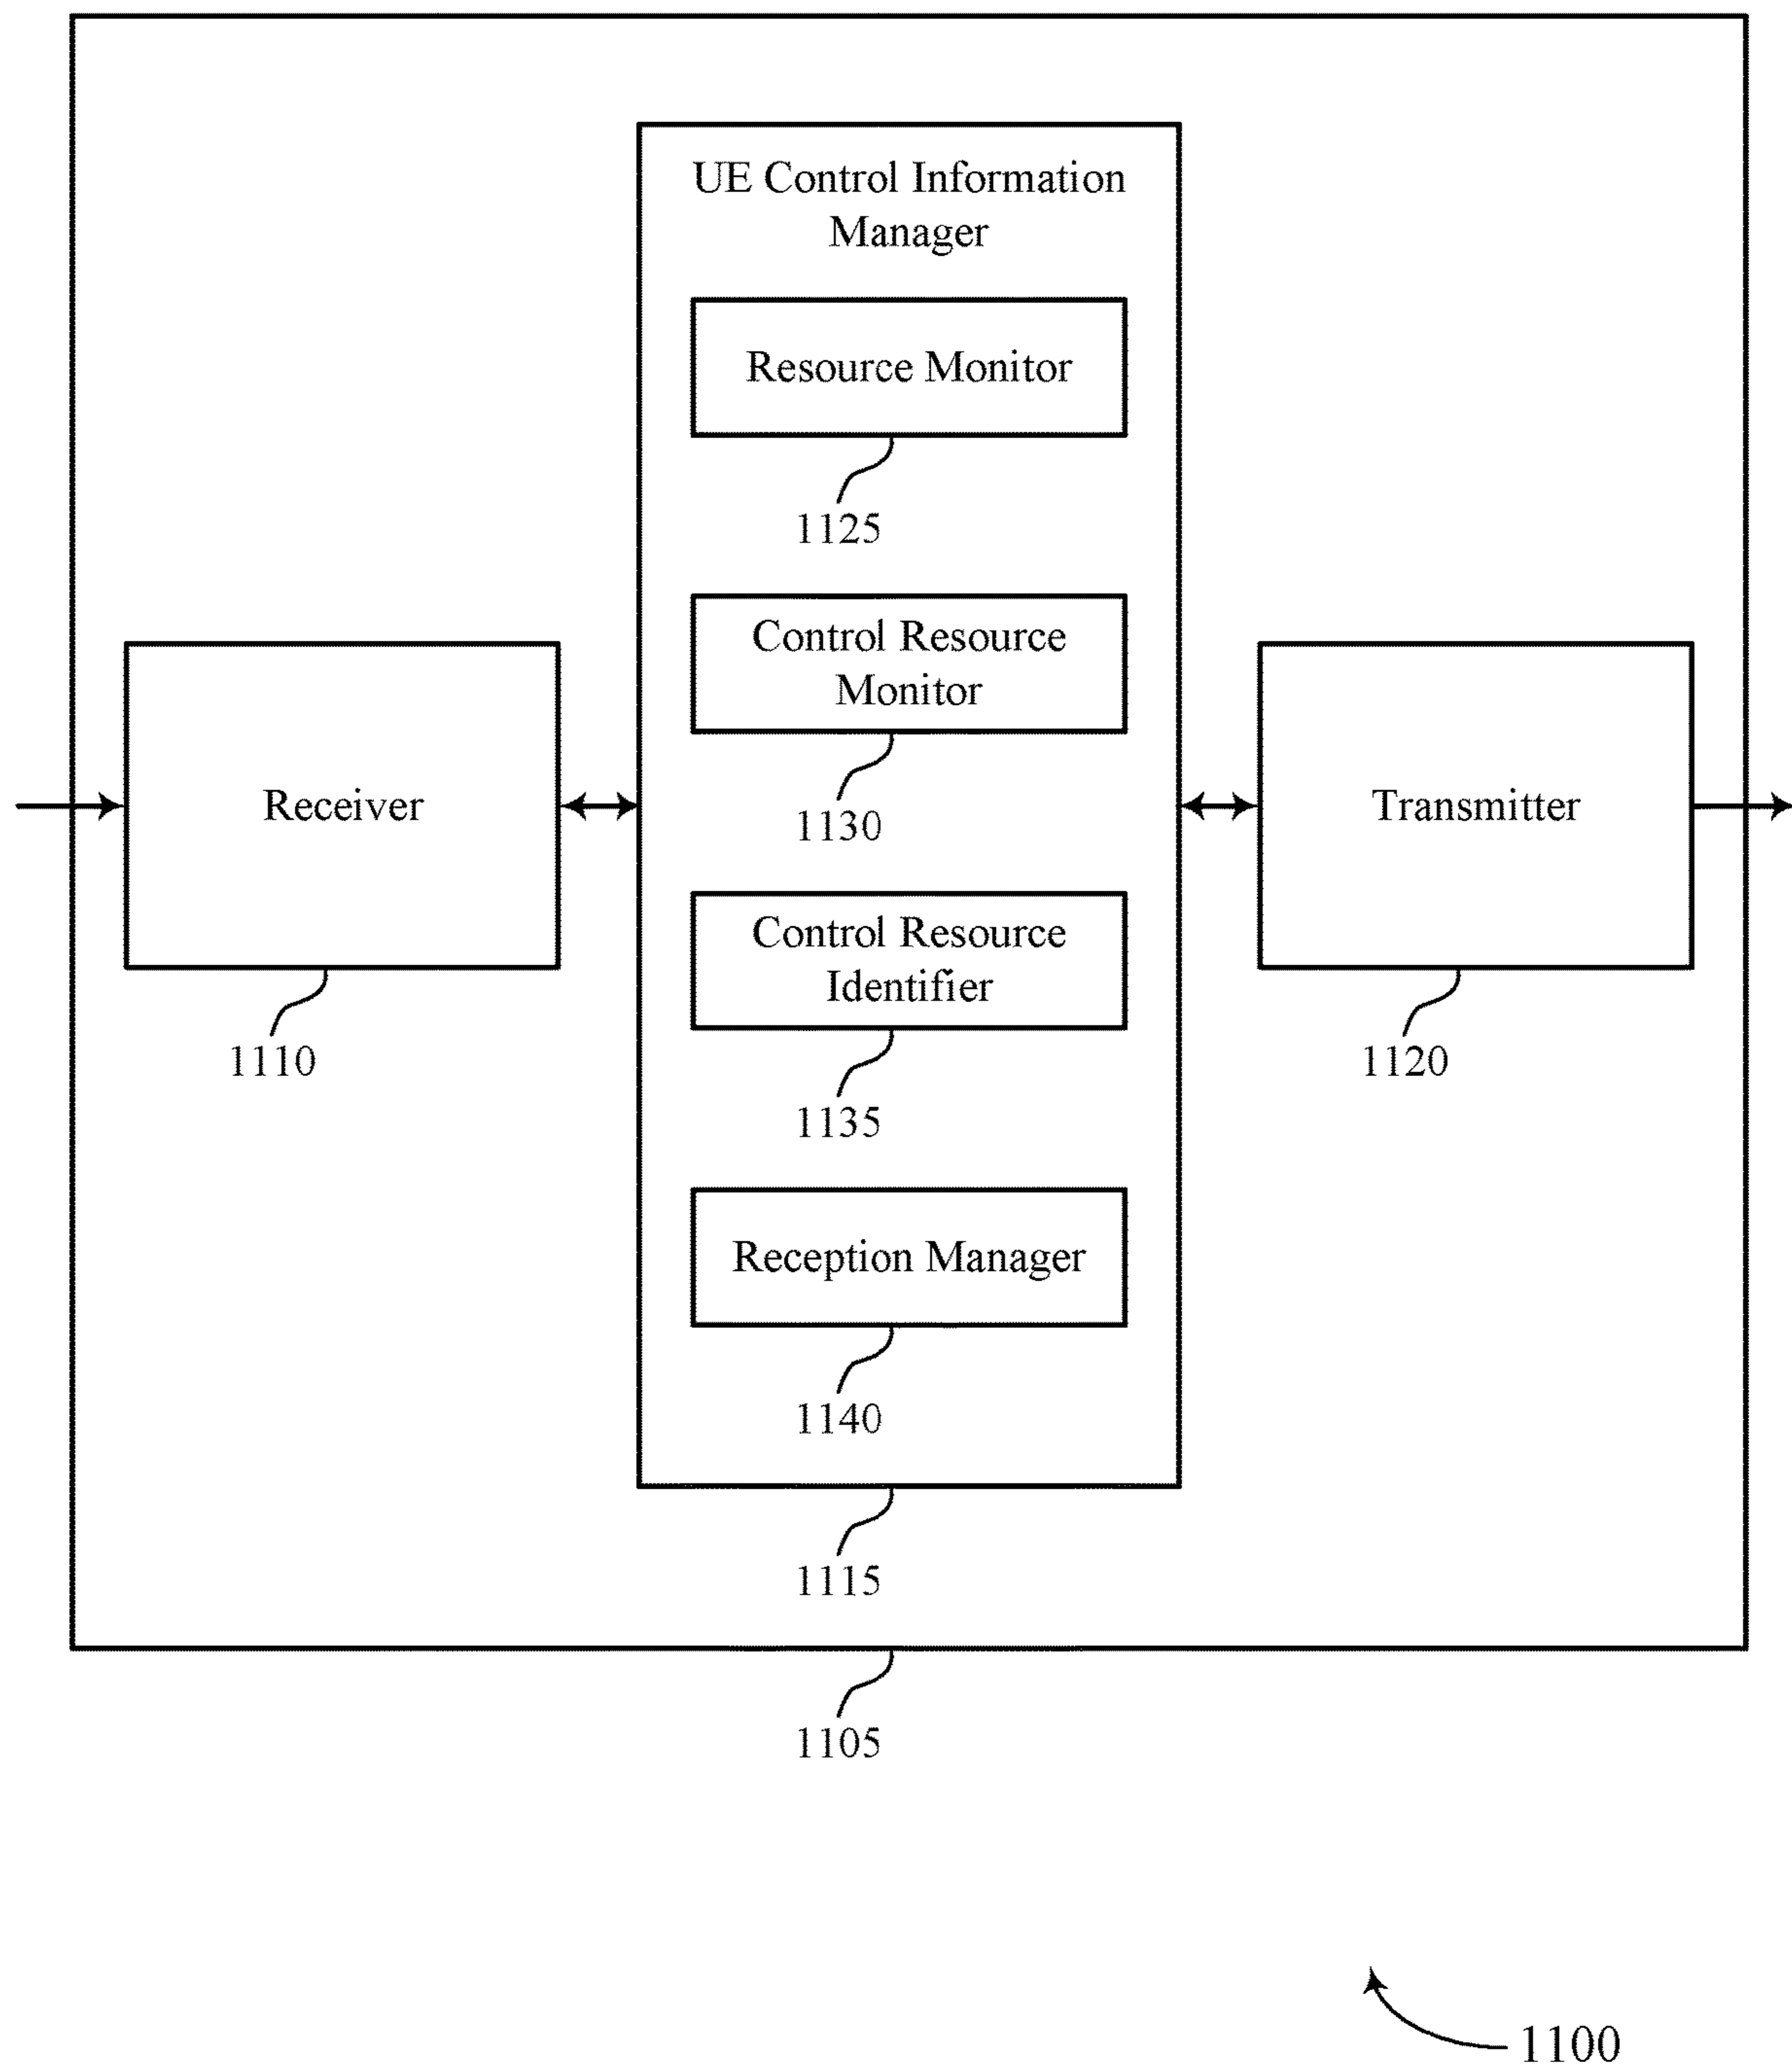 UE Control Information
Manager
Resource Monitor
1125
Control Resource
Monitor
1130
Receiver
1110
Transmitter
1120
Control Resource
Identifier
1135
Reception Manager
1140
1115
1105
1100